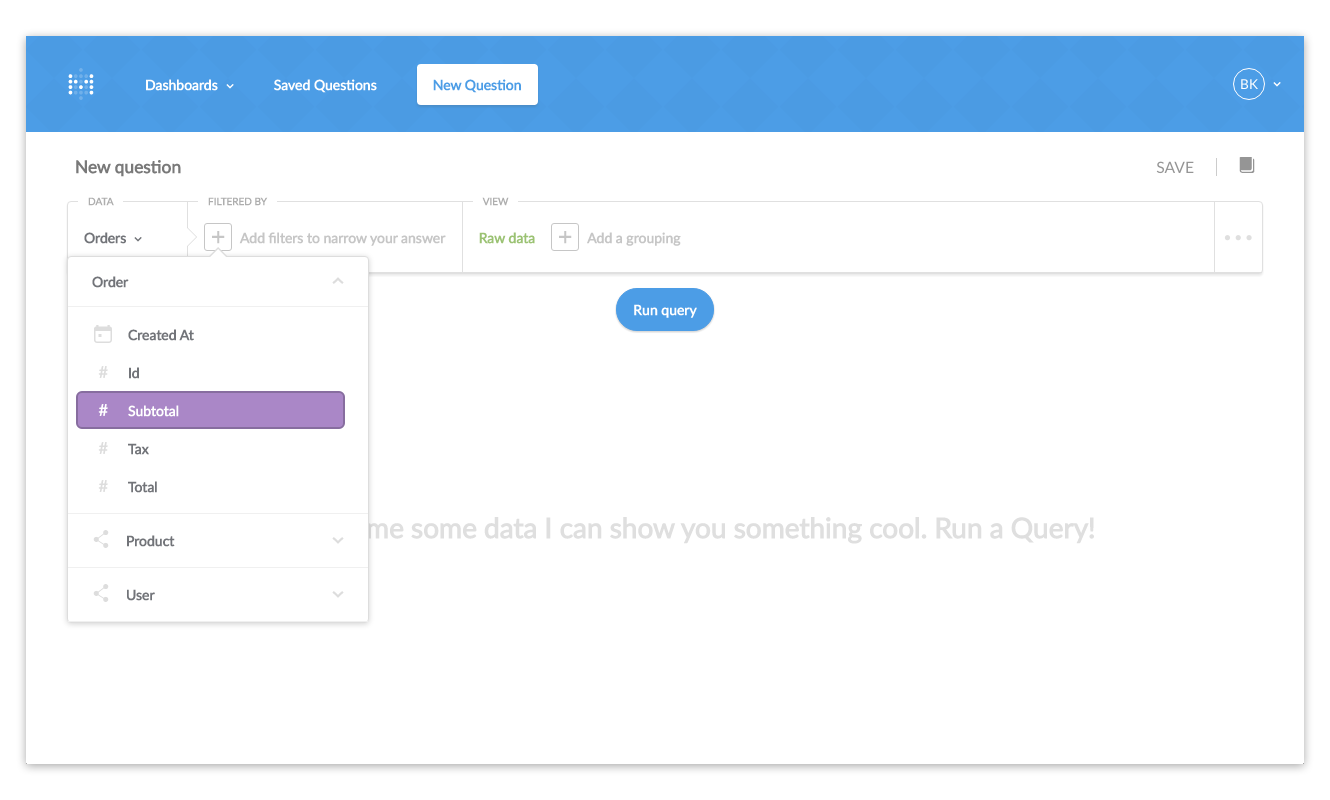 Dashboards
Saved Questions
New Question
BK
New question
SAVE
DATA
FILTERED BY
VIEW
Orders
Add filters to narrow your answer
Raw data
Add a grouping
Order
Run query
Created At
# Id
# Subtotal
# Tax
# Total
me some data I can show you something cool. Run a Query!
Product
User